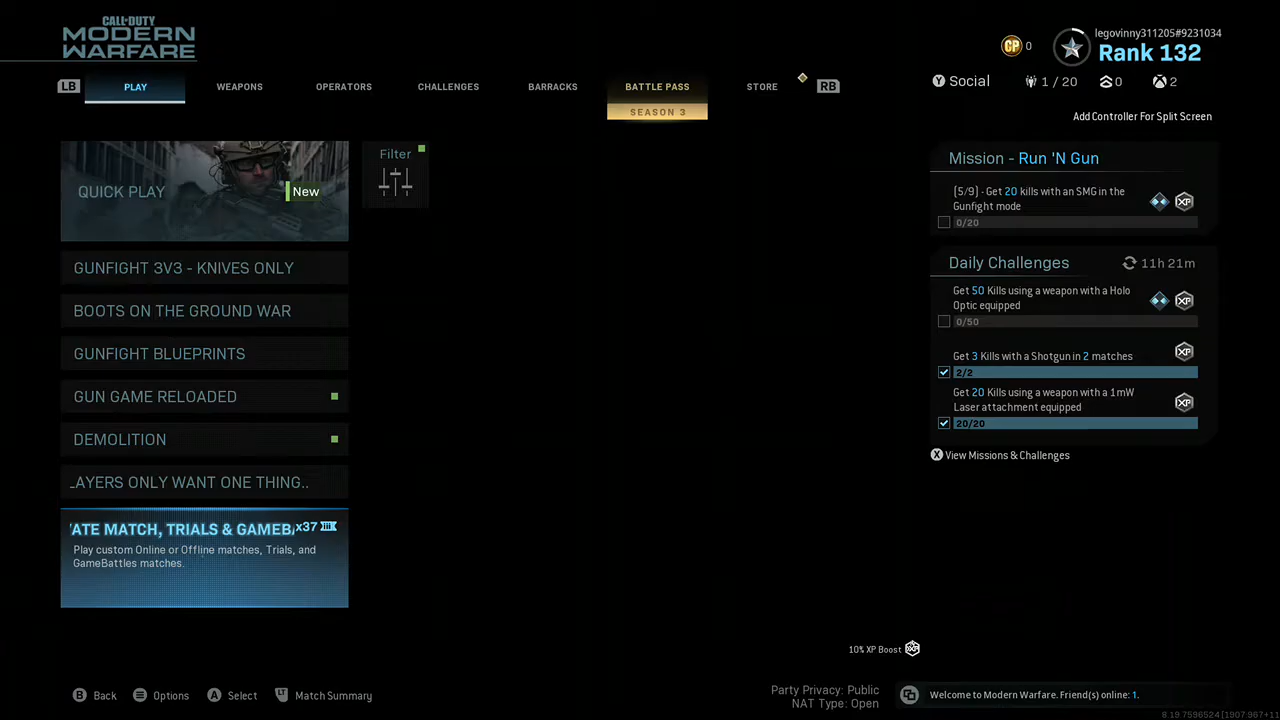 CALL·DUTY
MODERN
WARFARE
CP 0
legovinny311205#9231034
Rank 132
LB
PLAY
WEAPONS
OPERATORS
CHALLENGES
BARRACKS
BATTLE PASS
SEASON 3
STORE
RB
Y Social
1 / 20
0
2
Add Controller For Split Screen
QUICK PLAY
New
Filter
GUNFIGHT 3V3 - KNIVES ONLY
BOOTS ON THE GROUND WAR
GUNFIGHT BLUEPRINTS
GUN GAME RELOADED
DEMOLITION
AYERS ONLY WANT ONE THING..
ATE MATCH, TRIALS & GAMEBA
x37
Play custom Online or Offline matches, Trials, and
GameBattles matches.
Mission - Run 'N Gun
(5/9) - Get 20 kills with an SMG in the
Gunfight mode
XP
0/20
Daily Challenges
11h 21m
Get 50 Kills using a weapon with a Holo
Optic equipped
XP
0/50
Get 3 Kills with a Shotgun in 2 matches
XP
2/2
Get 20 Kills using a weapon with a 1mW
Laser attachment equipped
XP
20/20
X View Missions & Challenges
10% XP Boost
B Back
Options
A Select
LT Match Summary
Party Privacy: Public
NAT Type: Open
Welcome to Modern Warfare. Friend(s) online: 1.